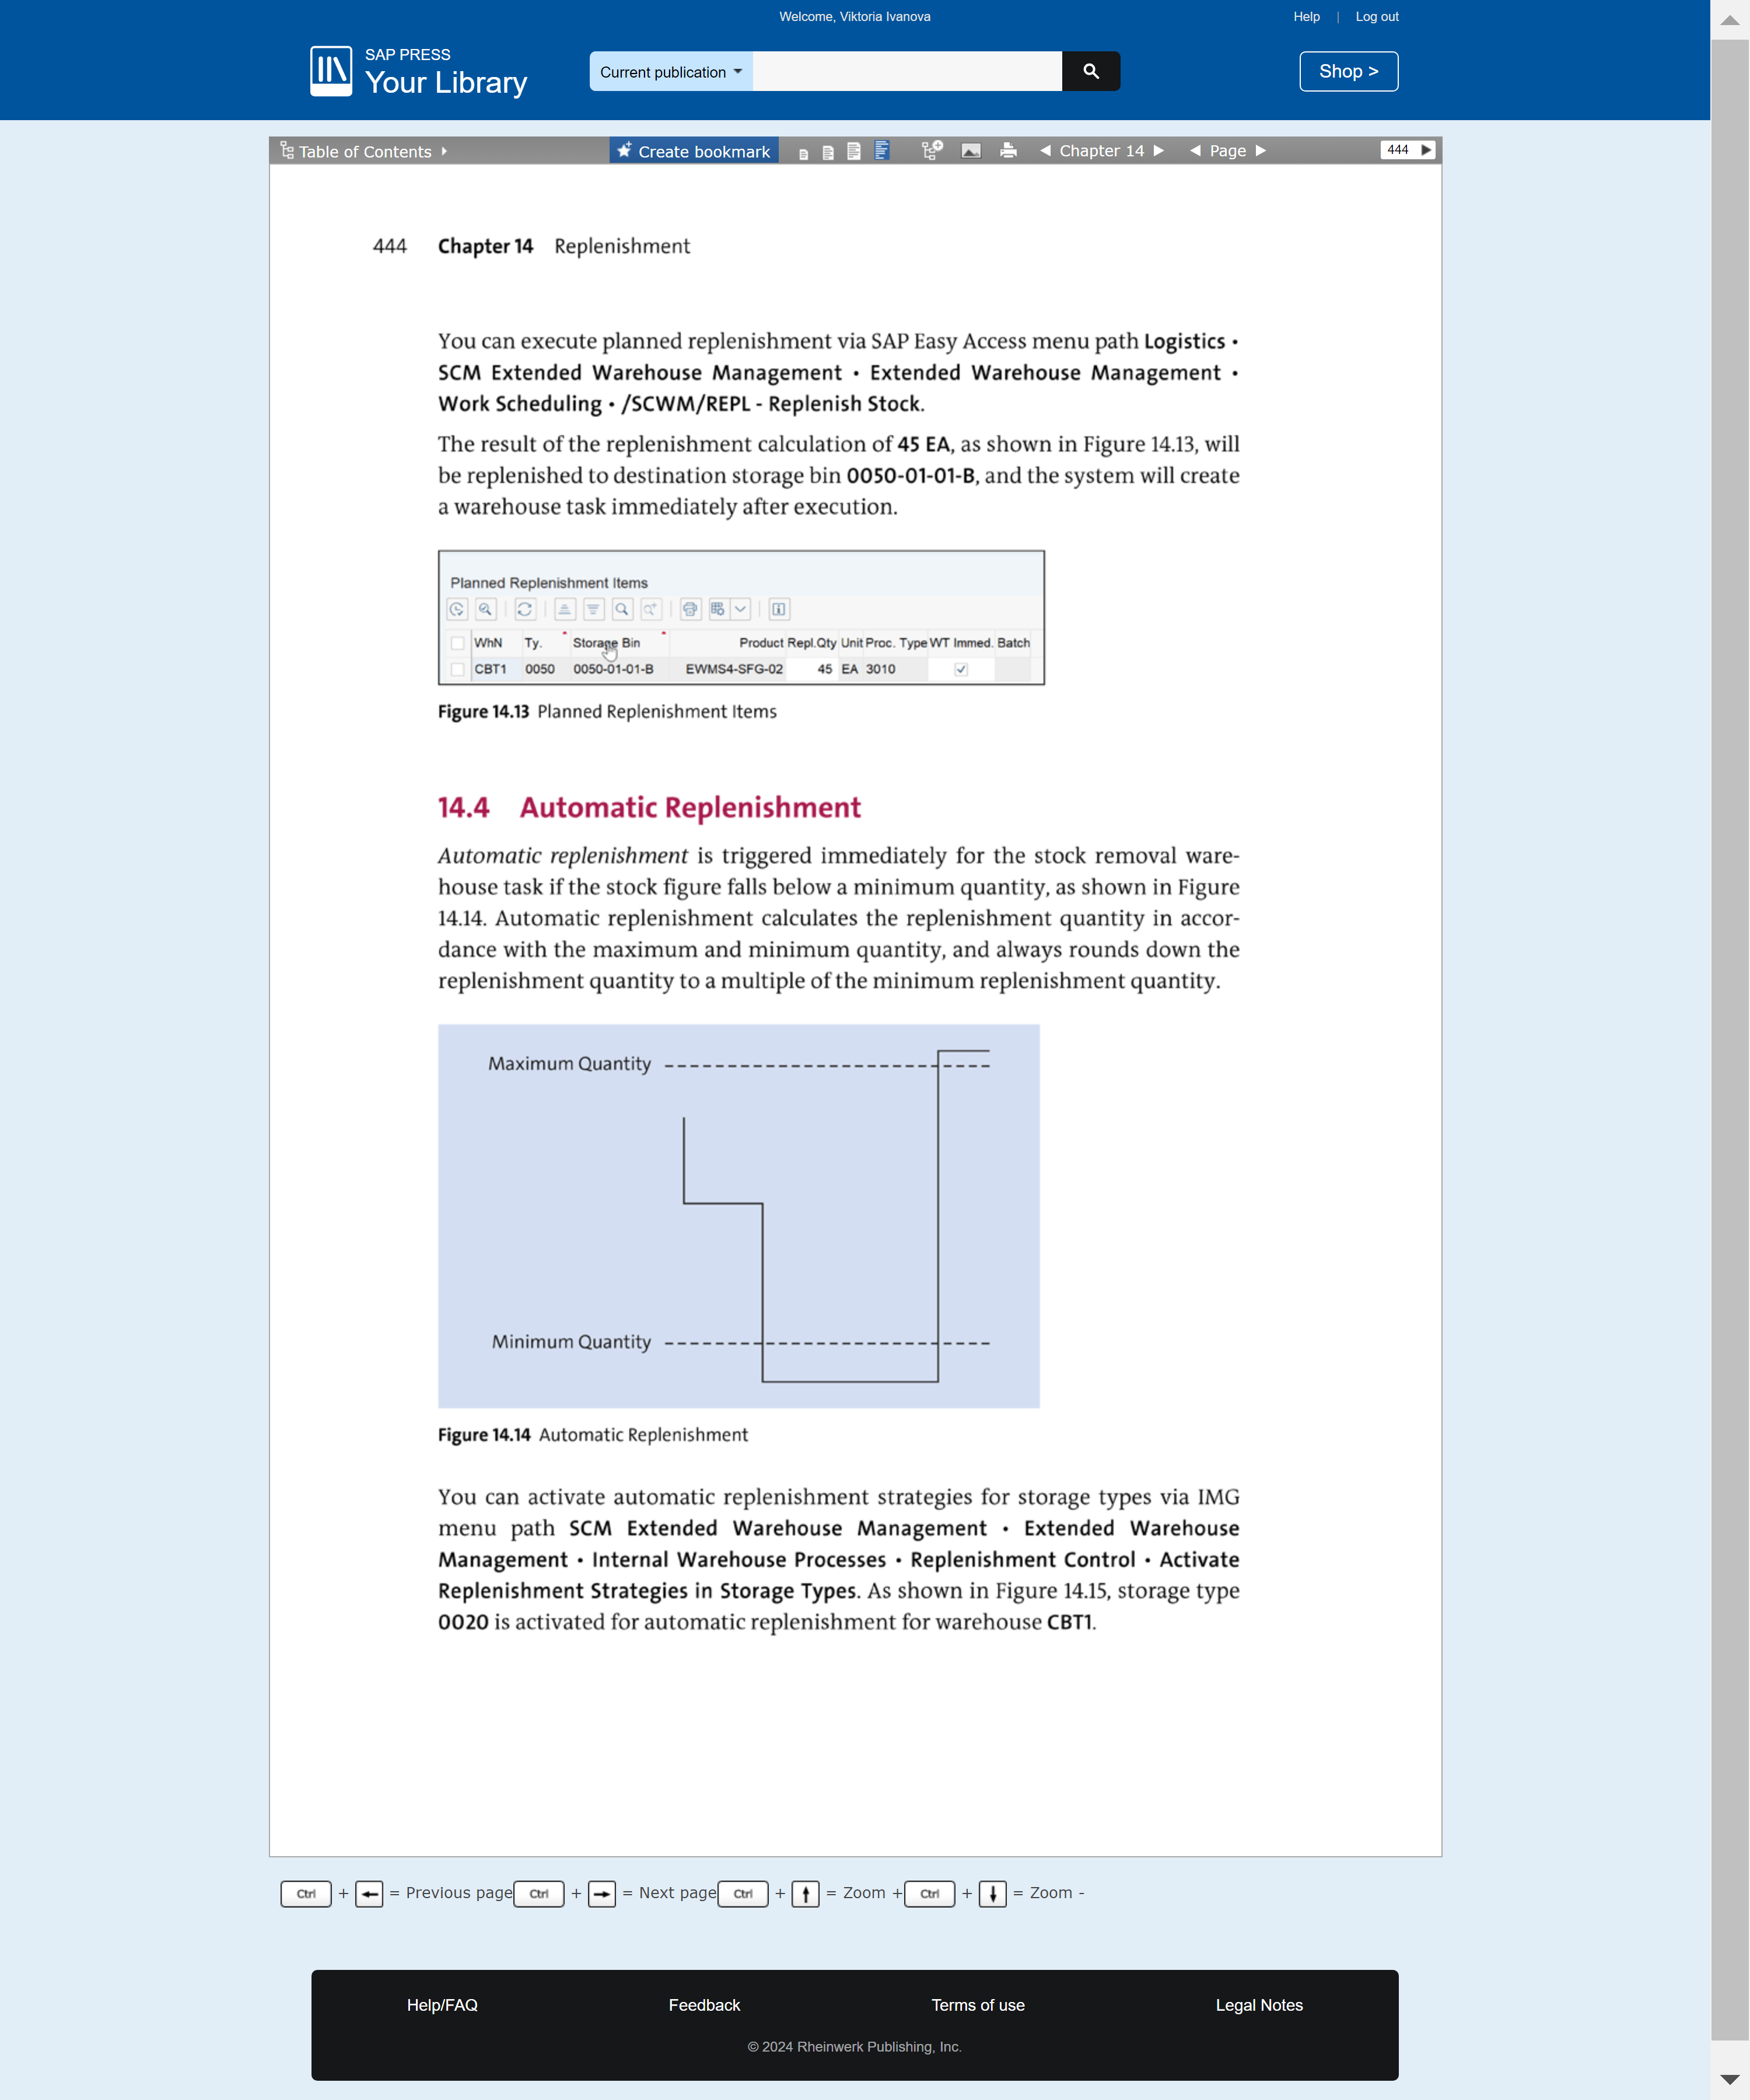 Welcome, Viktoria Ivanova
Help | Log out
SAP PRESS
Your Library
Current publication
Shop >
Table of Contents
Create bookmark
Chapter 14
Page
444
444 Chapter 14 Replenishment
You can execute planned replenishment via SAP Easy Access menu path Logistics •
SCM Extended Warehouse Management • Extended Warehouse Management •
Work Scheduling • /SCWM/REPL - Replenish Stock.
The result of the replenishment calculation of 45 EA, as shown in Figure 14.13, will
be replenished to destination storage bin 0050-01-01-B, and the system will create
a warehouse task immediately after execution.
Planned Replenishment Items
WhN Ty. Storage Bin Product Repl.Qty Unit Proc. Type WT Immed. Batch
CBT1 0050 0050-01-01-B EWMS4-SFG-02 45 EA 3010
Figure 14.13 Planned Replenishment Items
14.4 Automatic Replenishment
Automatic replenishment is triggered immediately for the stock removal ware-
house task if the stock figure falls below a minimum quantity, as shown in Figure
14.14. Automatic replenishment calculates the replenishment quantity in accor-
dance with the maximum and minimum quantity, and always rounds down the
replenishment quantity to a multiple of the minimum replenishment quantity.
Maximum Quantity
Minimum Quantity
Figure 14.14 Automatic Replenishment
You can activate automatic replenishment strategies for storage types via IMG
menu path SCM Extended Warehouse Management • Extended Warehouse
Management • Internal Warehouse Processes • Replenishment Control • Activate
Replenishment Strategies in Storage Types. As shown in Figure 14.15, storage type
0020 is activated for automatic replenishment for warehouse CBT1.
Ctrl + ← = Previous page Ctrl + → = Next page Ctrl + ↑ = Zoom + Ctrl + ↓ = Zoom -
Help/FAQ Feedback Terms of use Legal Notes
© 2024 Rheinwerk Publishing, Inc.